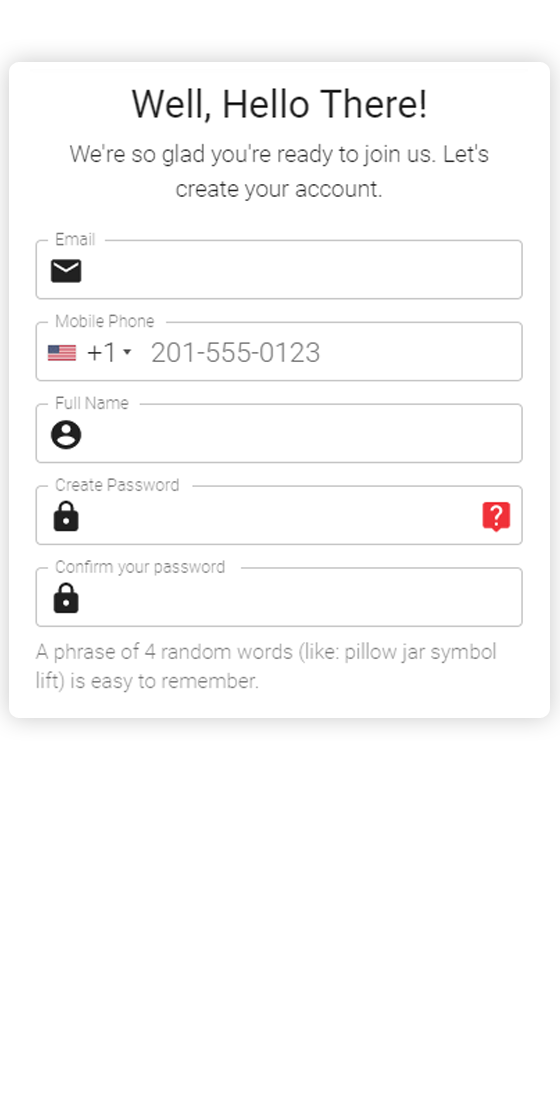 Well, Hello There!
We're so glad you're ready to join us. Let's
create your account.
Email
Mobile Phone
+1 201-555-0123
Full Name
Create Password
?
Confirm your password
A phrase of 4 random words (like: pillow jar symbol
lift) is easy to remember.